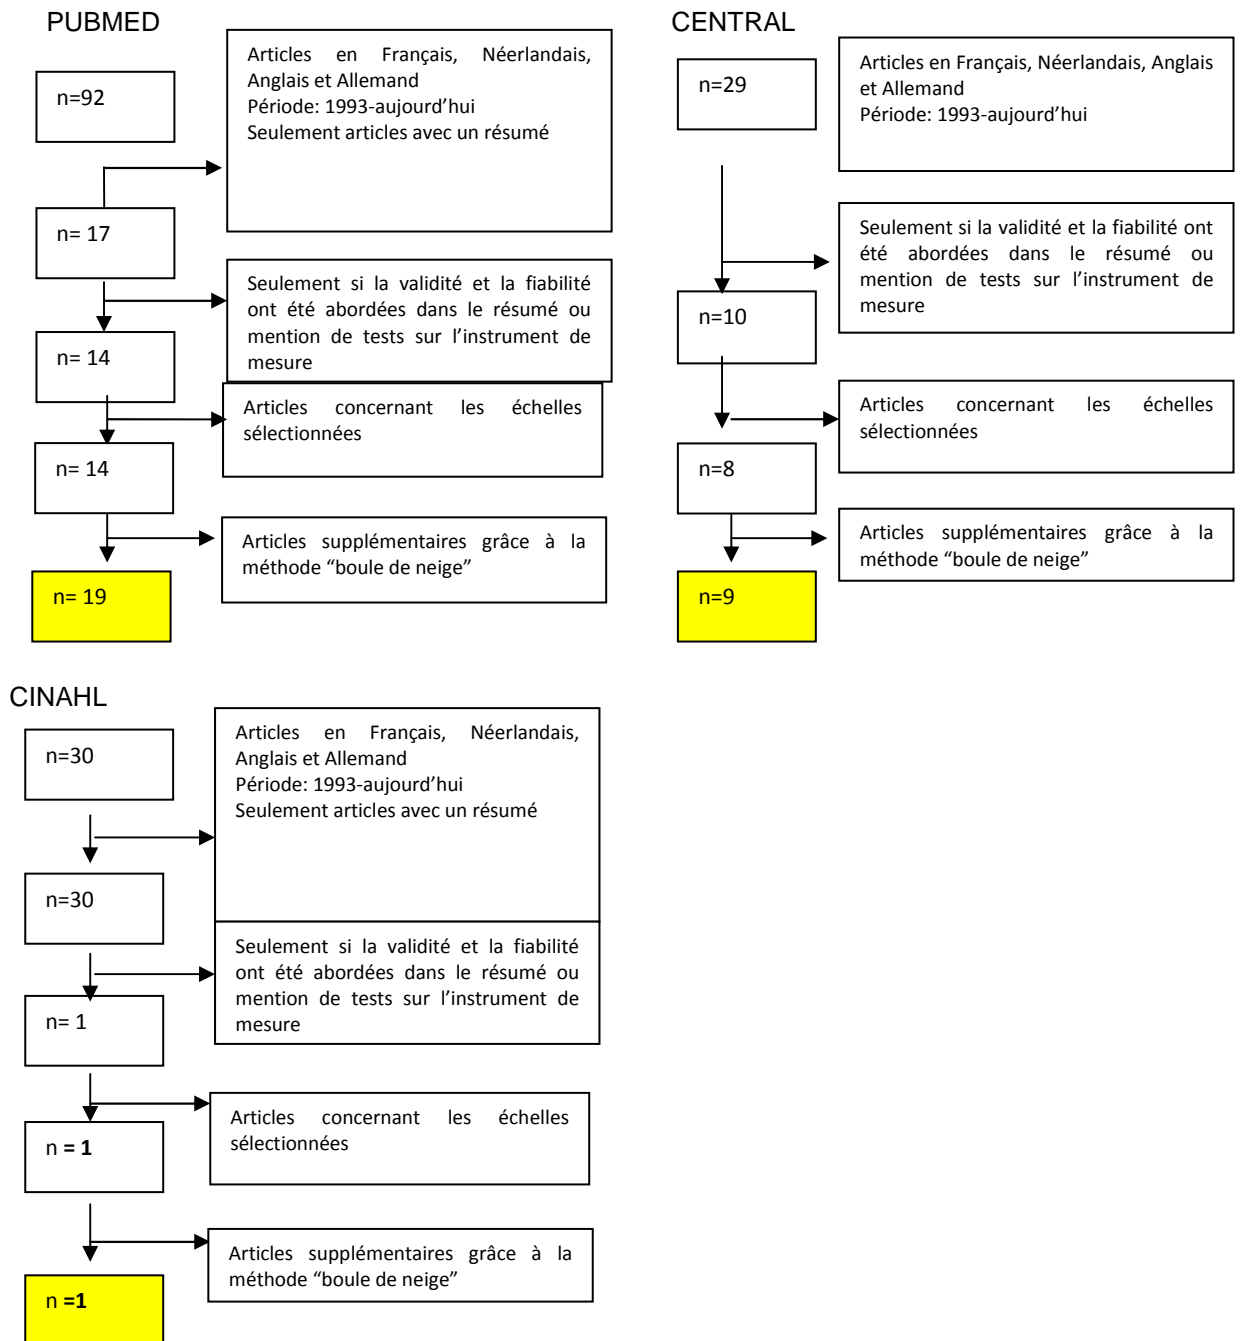 PUBMED
n=92
Articles en Français, Néerlandais,
Anglais et Allemand
Période: 1993-aujourd’hui
Seulement articles avec un résumé
n= 17
Seulement si la validité et la fiabilité
ont été abordées dans le résumé ou
mention de tests sur l’instrument de
mesure
n= 14
Articles concernant les échelles
sélectionnées
n= 14
Articles supplémentaires grâce à la
méthode “boule de neige”
n= 19
CENTRAL
n=29
Articles en Français, Néerlandais, Anglais
et Allemand
Période: 1993-aujourd’hui
Seulement si la validité et la fiabilité ont
été abordées dans le résumé ou
mention de tests sur l’instrument de
mesure
n=10
Articles concernant les échelles
sélectionnées
n=8
Articles supplémentaires grâce à la
méthode “boule de neige”
n=9
CINAHL
n=30
Articles en Français, Néerlandais,
Anglais et Allemand
Période: 1993-aujourd’hui
Seulement articles avec un résumé
n=30
Seulement si la validité et la fiabilité
ont été abordées dans le résumé ou
mention de tests sur l’instrument de
mesure
n= 1
Articles concernant les échelles
sélectionnées
n = 1
Articles supplémentaires grâce à la
méthode “boule de neige”
n =1